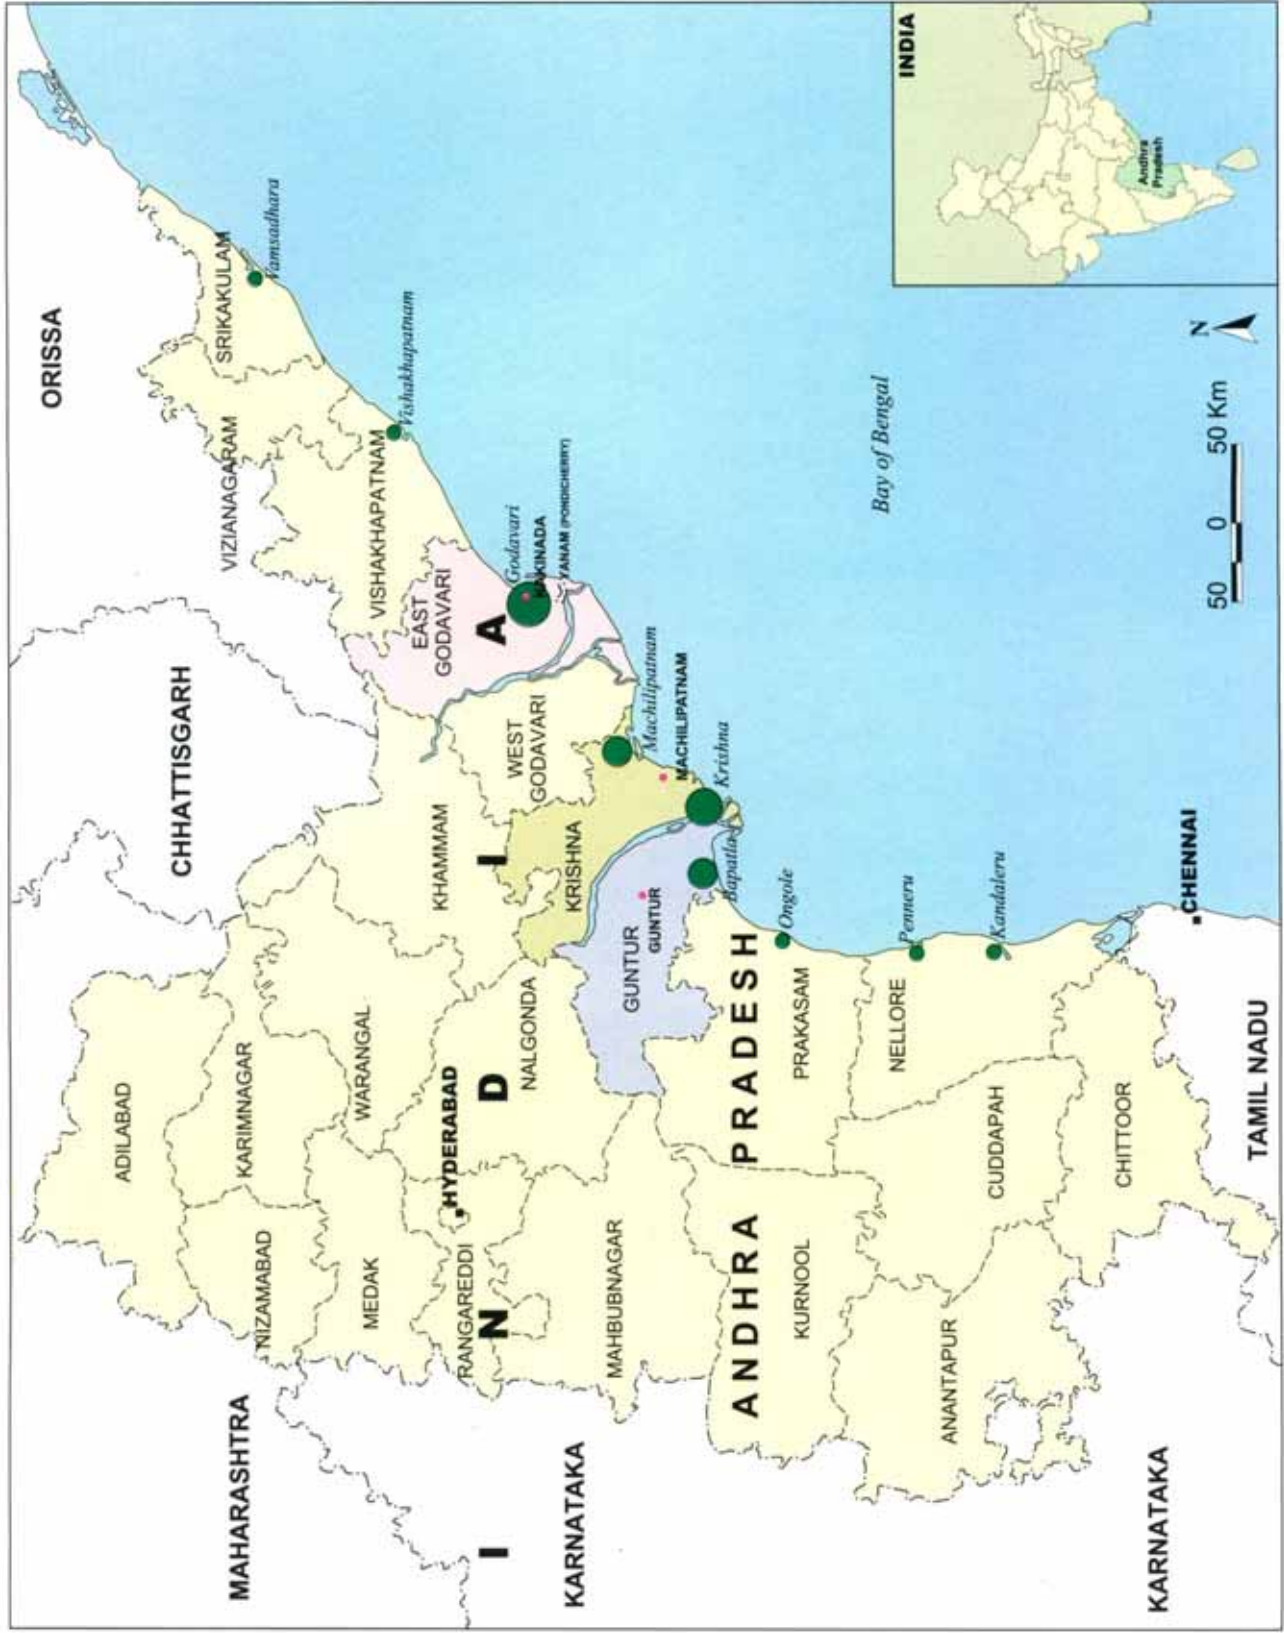 ORISSA
CHHATTISGARH
MAHARASHTRA
KARNATAKA
KARNATAKA
TAMIL NADU
I N D I A
ANDHRA PRADESH
ADILABAD
NIZAMABAD
KARIMNAGAR
MEDAK
WARANGAL
RANGAREDDI
HYDERABAD
KHAMMAM
NALGONDA
MAHBUBNAGAR
SRIKAKULAM
VIZIANAGARAM
VISHAKHAPATNAM
EAST
GODAVARI
WEST
GODAVARI
KRISHNA
GUNTUR
GUNTUR
PRAKASAM
KURNOOL
NELLORE
CUDDAPAH
ANANTAPUR
CHITTOOR
CHENNAI
Vamsadhara
Vishakhapatnam
Godavari
KAKINADA
YANAM (PONDICHERRY)
Machilipatnam
MACHILIPATNAM
Krishna
Bapatla
Ongole
Penneru
Kandaleru
Bay of Bengal
N
50 0 50 Km
INDIA
Andhra
Pradesh